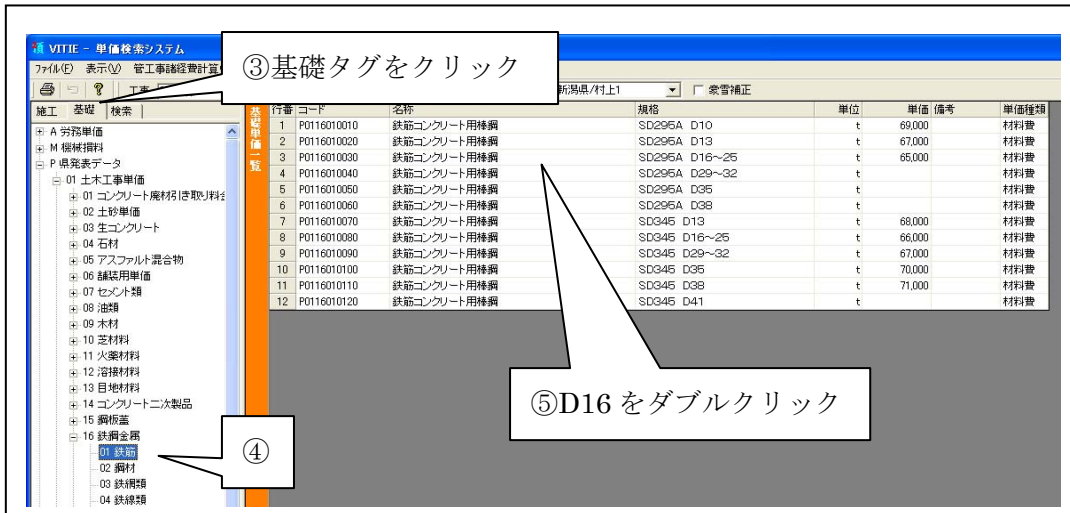 VITIE - 単価検索システム
ファイル(F) 表示(V) 管工事諸経費計算
③基礎タグをクリック
工事
新潟県/村上1
豪雪補正
施工 基礎 検索
基礎単価一覧
行番 コード 名称 規格 単位 単価 備考 単価種類
1 P0116010010 鉄筋コンクリート用棒鋼 SD295A D10 t 69,000 材料費
2 P0116010020 鉄筋コンクリート用棒鋼 SD295A D13 t 67,000 材料費
3 P0116010030 鉄筋コンクリート用棒鋼 SD295A D16～25 t 65,000 材料費
4 P0116010040 鉄筋コンクリート用棒鋼 SD295A D29～32 t 材料費
5 P0116010050 鉄筋コンクリート用棒鋼 SD295A D35 t 材料費
6 P0116010060 鉄筋コンクリート用棒鋼 SD295A D38 t 材料費
7 P0116010070 鉄筋コンクリート用棒鋼 SD345 D13 t 68,000 材料費
8 P0116010080 鉄筋コンクリート用棒鋼 SD345 D16～25 t 66,000 材料費
9 P0116010090 鉄筋コンクリート用棒鋼 SD345 D29～32 t 67,000 材料費
10 P0116010100 鉄筋コンクリート用棒鋼 SD345 D35 t 70,000 材料費
11 P0116010110 鉄筋コンクリート用棒鋼 SD345 D38 t 71,000 材料費
12 P0116010120 鉄筋コンクリート用棒鋼 SD345 D41 t 材料費
A 労務単価
M 機械損料
P 県発表データ
01 土木工事単価
01 コンクリート廃材引き取り料金
02 土砂単価
03 生コンクリート
04 石材
05 アスファルト混合物
06 舗装用単価
07 セメント類
08 油類
09 木材
10 芝材料
11 火薬材料
12 溶接材料
13 目地材料
14 コンクリート二次製品
15 鋼板蓋
16 鉄鋼金属
01 鉄筋
02 鋼材
03 鉄網類
04 鉄線類
④
⑤D16 をダブルクリック